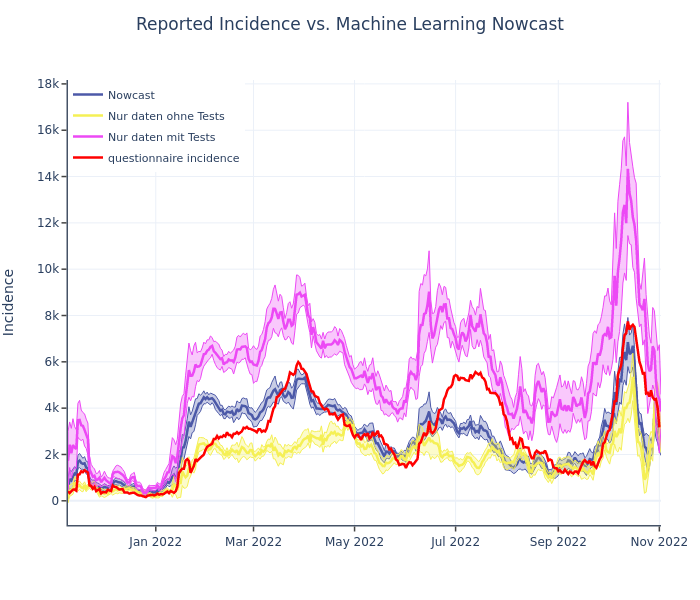 Reported Incidence vs. Machine Learning Nowcast
18k
16k
14k
12k
10k
8k
6k
4k
2k
0
Incidence
Nowcast
Nur daten ohne Tests
Nur daten mit Tests
questionnaire incidence
Jan 2022
Mar 2022
May 2022
Jul 2022
Sep 2022
Nov 2022